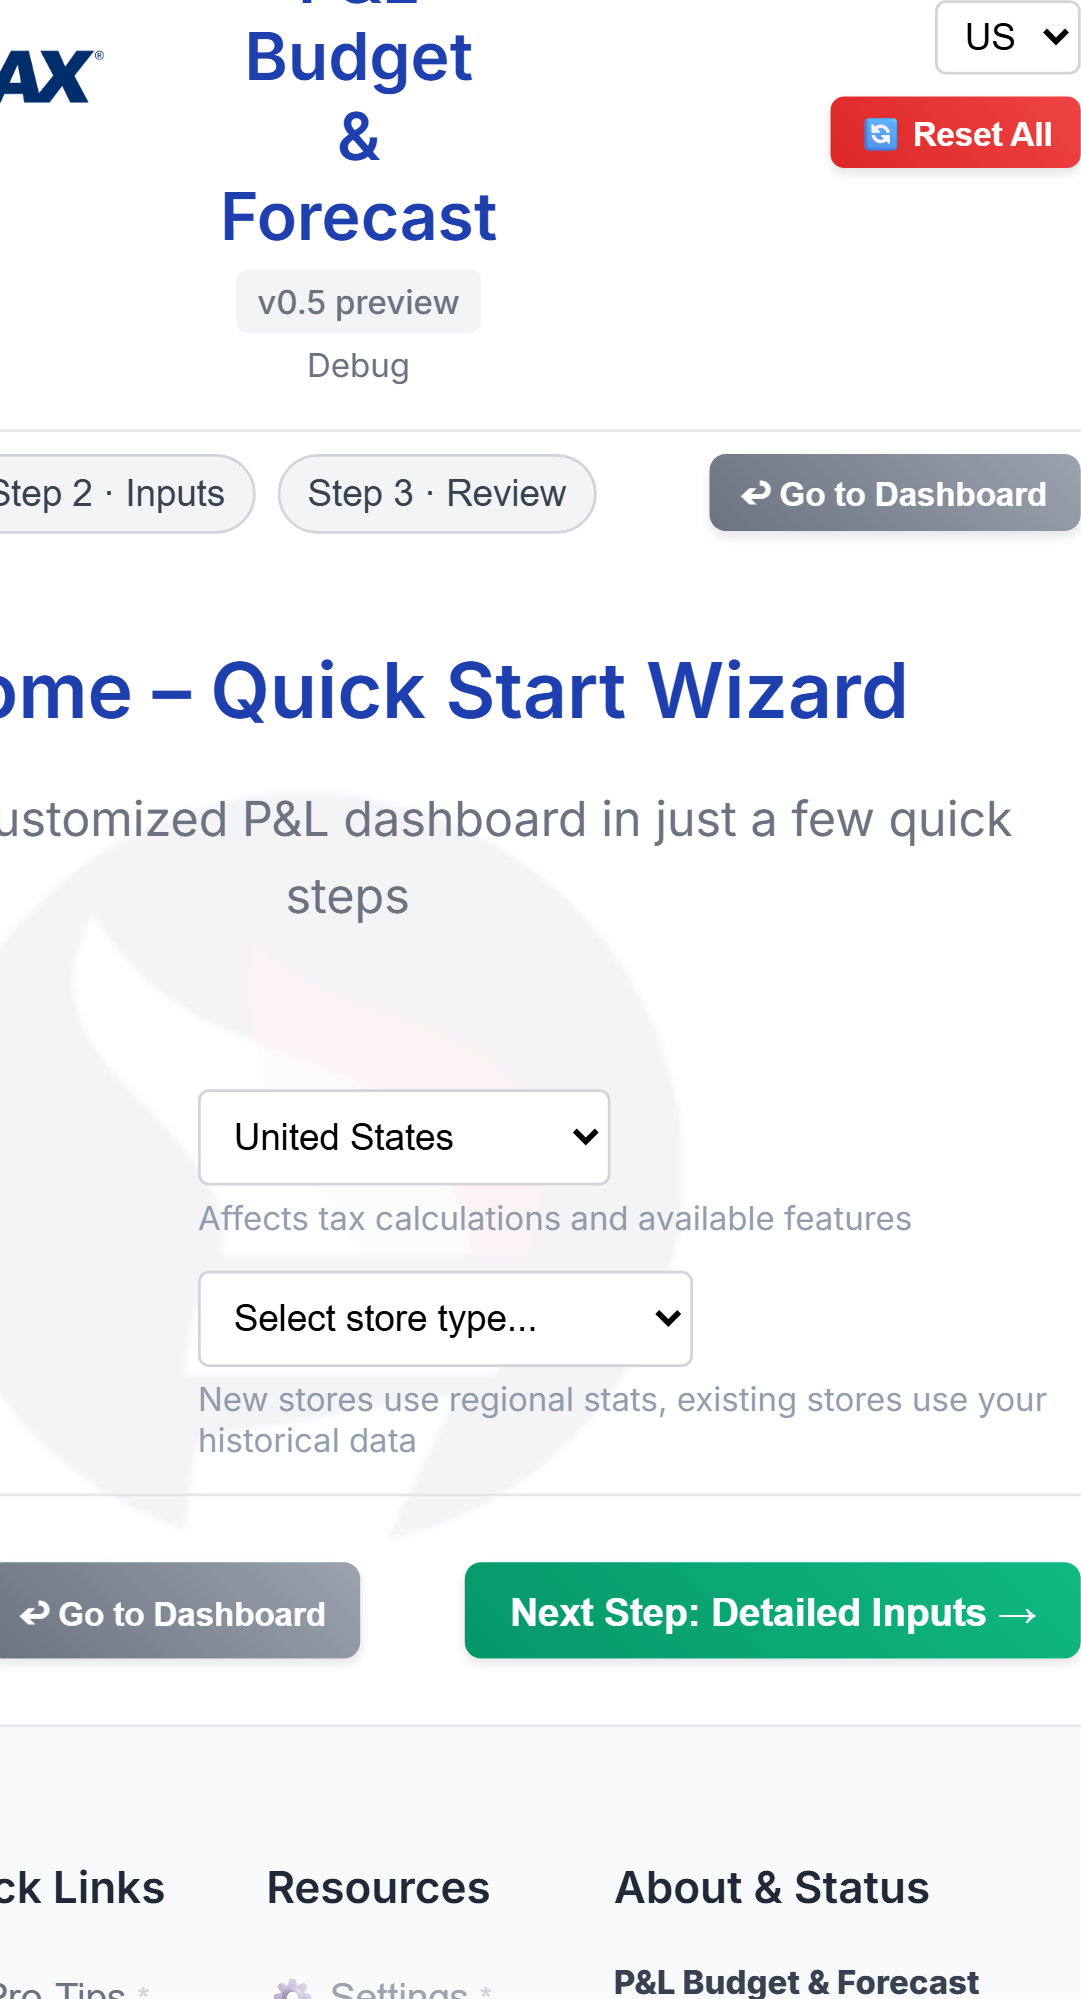 P&L
Budget
&
Forecast
AX®
US
Reset All
v0.5 preview
Debug
Step 2 · Inputs
Step 3 · Review
↩ Go to Dashboard
ome – Quick Start Wizard
ustomized P&L dashboard in just a few quick
steps
United States
Affects tax calculations and available features
Select store type...
New stores use regional stats, existing stores use your
historical data
↩ Go to Dashboard
Next Step: Detailed Inputs →
ck Links
Resources
About & Status
Pro Tips *
Settings *
P&L Budget & Forecast